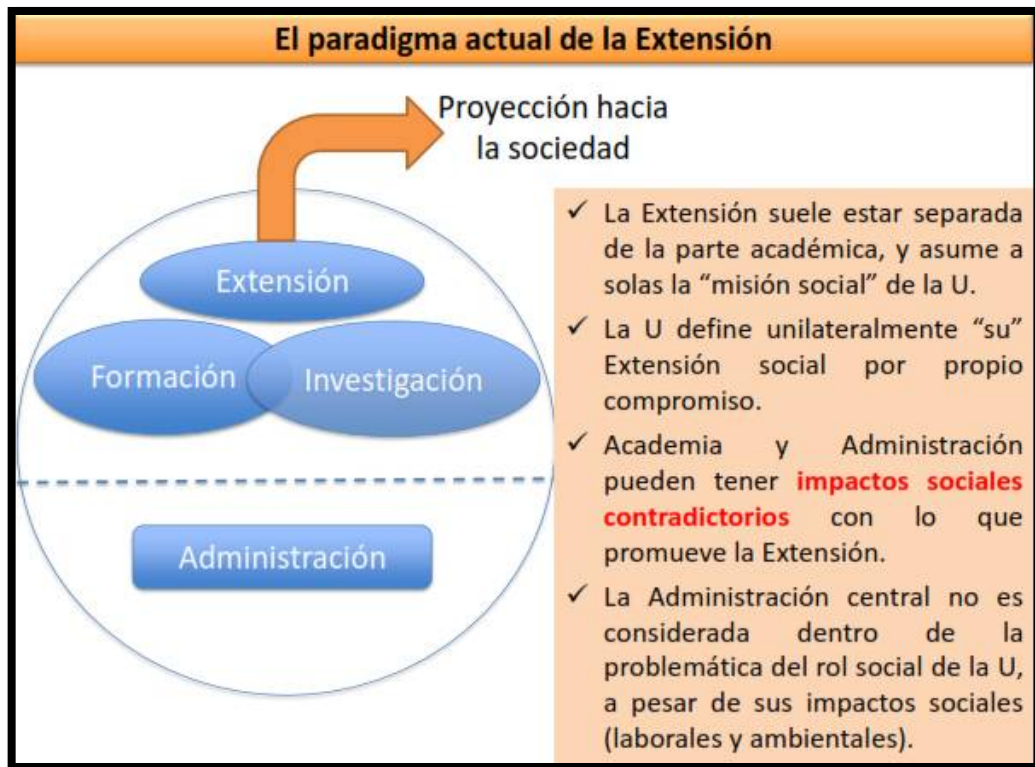 El paradigma actual de la Extensión
Proyección hacia
la sociedad
Extensión
Formación
Investigación
Administración
✓ La Extensión suele estar separada
de la parte académica, y asume a
solas la “misión social” de la U.
✓ La U define unilateralmente “su”
Extensión social por propio
compromiso.
✓ Academia y Administración
pueden tener impactos sociales
contradictorios con lo que
promueve la Extensión.
✓ La Administración central no es
considerada dentro de la
problemática del rol social de la U,
a pesar de sus impactos sociales
(laborales y ambientales).